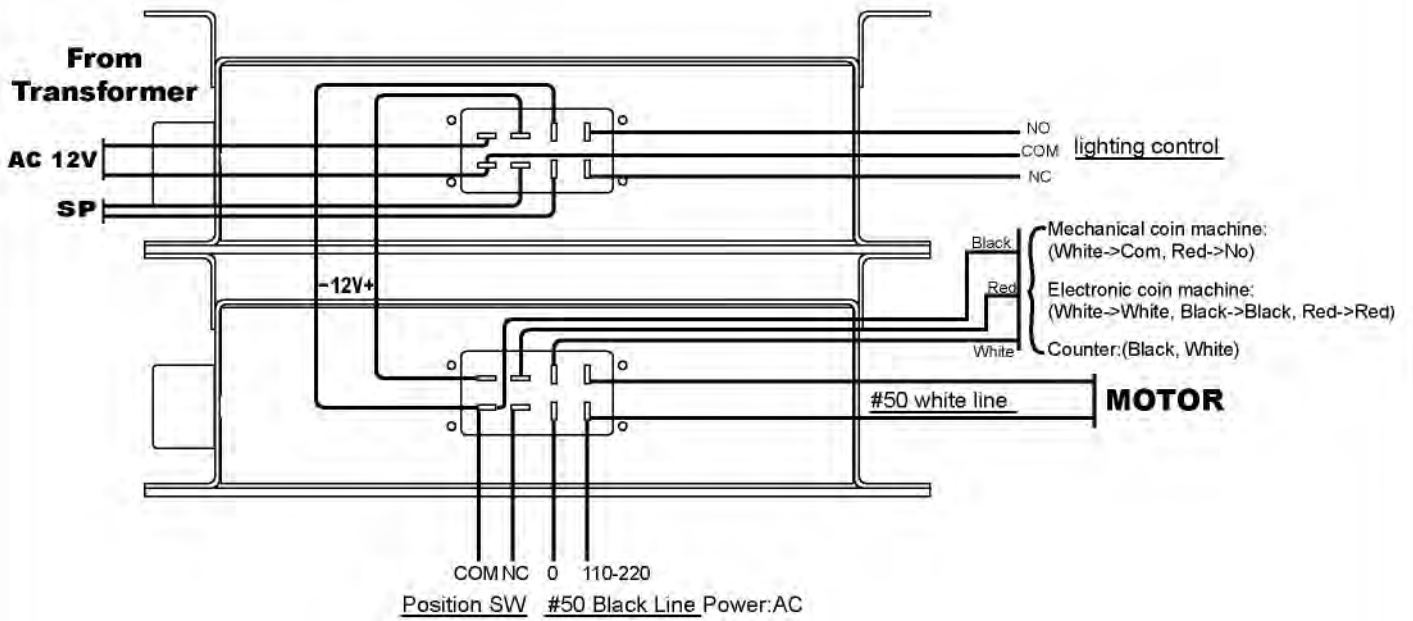 From
Transformer
AC 12V
SP
NO
COM
lighting control
NC
−12V+
Black
Red
White
Mechanical coin machine:
(White->Com, Red->No)
Electronic coin machine:
(White->White, Black->Black, Red->Red)
Counter:(Black, White)
#50 white line
MOTOR
COM NC 0 110-220
Position SW #50 Black Line Power:AC